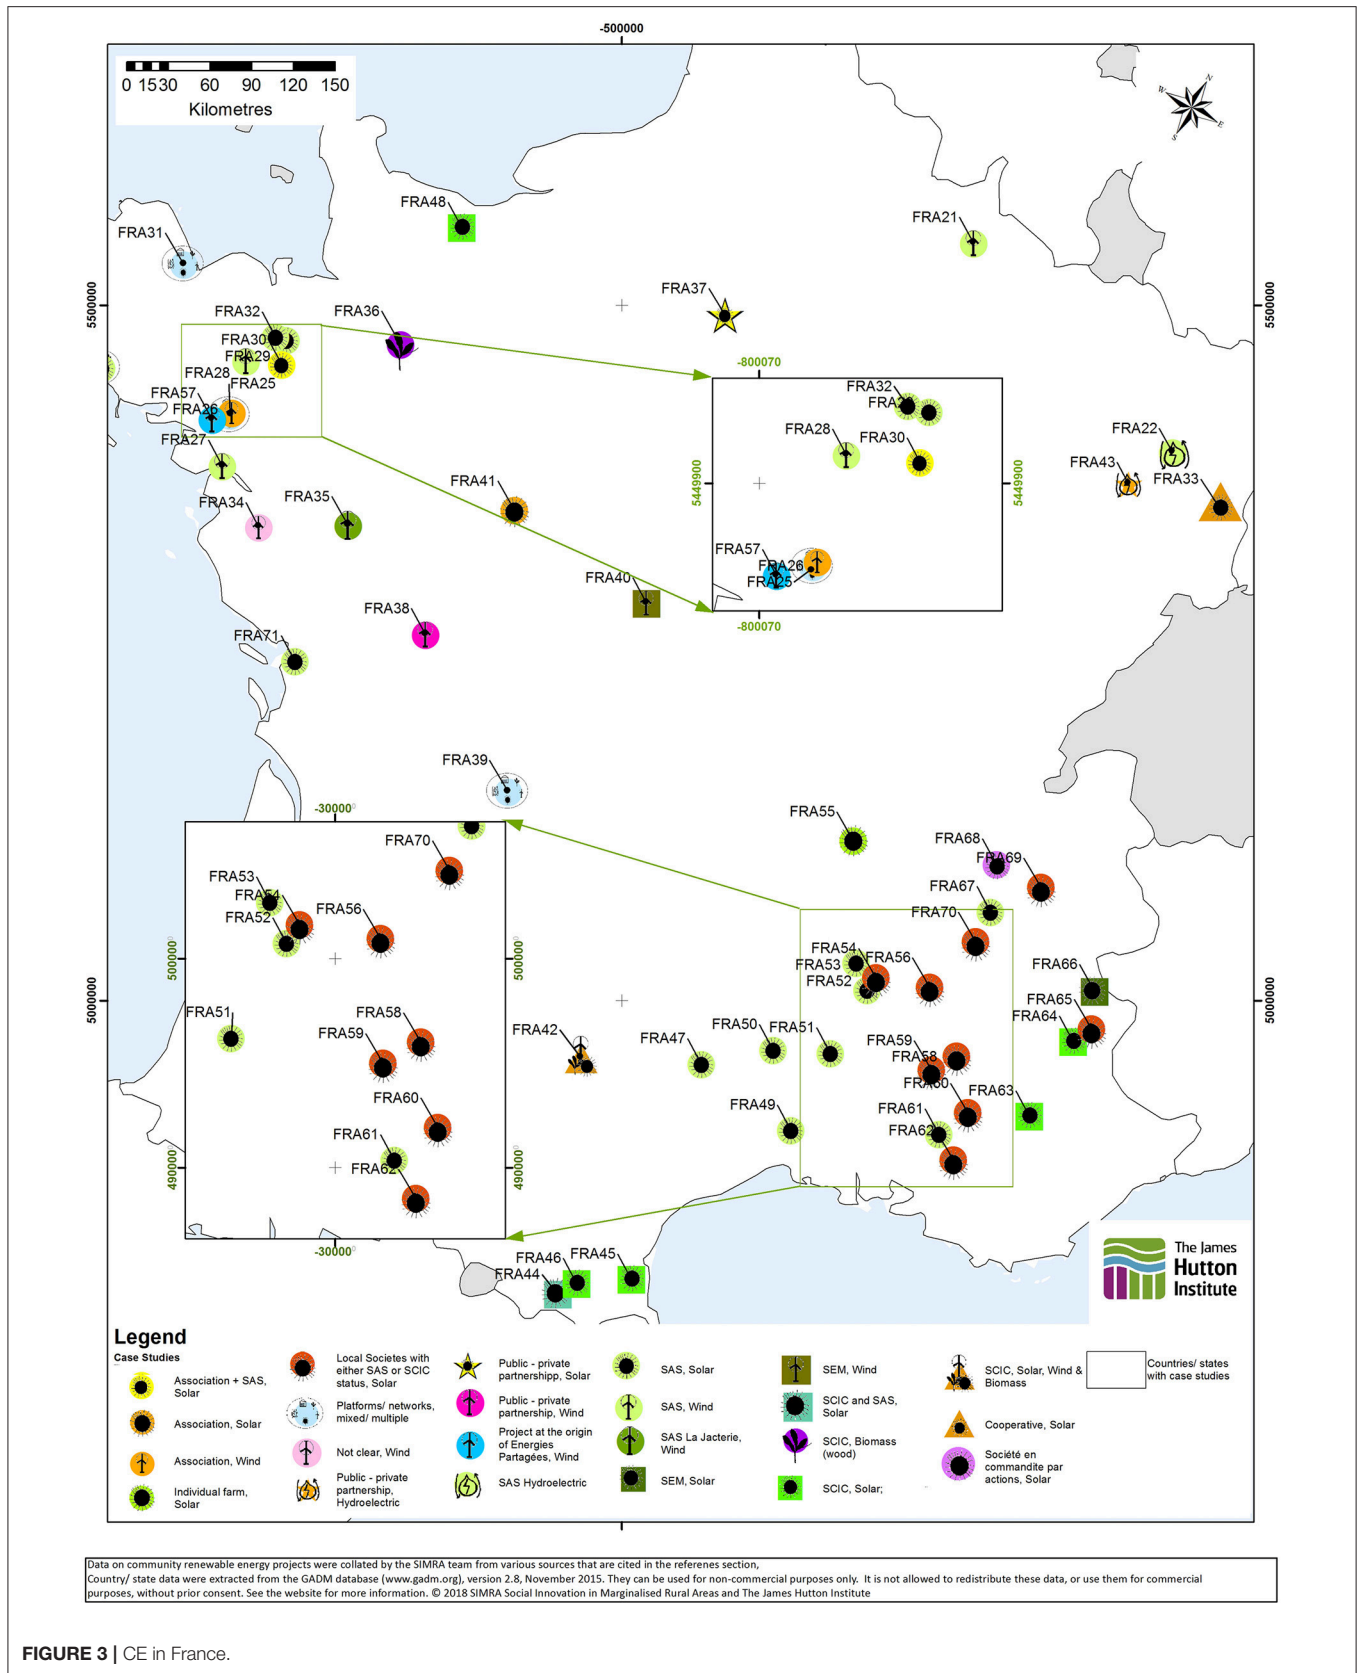 -500000
0 15 30 60 90 120 150
Kilometres
N
W
E
S
FRA48
FRA31
FRA21
FRA37
5500000
5500000
FRA32
FRA36
FRA30
FRA29
FRA28
FRA25
FRA57
FRA26
FRA27
-800070
FRA32
FRA28
FRA30
5449900
5449900
FRA57
FRA26
FRA25
-800070
FRA22
FRA43
FRA33
FRA41
FRA34
FRA35
FRA40
FRA38
FRA71
FRA39
FRA55
FRA68
FRA69
FRA67
FRA70
-30000
FRA70
FRA53
FRA54
FRA52
FRA56
500000
500000
FRA51
FRA58
FRA59
FRA60
FRA61
FRA62
490000
490000
-30000
5000000
5000000
FRA54
FRA53
FRA56
FRA52
FRA66
FRA65
FRA64
FRA42
FRA47
FRA50
FRA51
FRA59
FRA58
FRA60
FRA63
FRA49
FRA61
FRA62
FRA46
FRA45
FRA44
The James
Hutton
Institute
Legend
Case Studies
Association + SAS,
Solar
Association, Solar
Association, Wind
Individual farm,
Solar
Local Societes with
either SAS or SCIC
status, Solar
Platforms/ networks,
mixed/ multiple
Not clear, Wind
Public - private
partnership,
Hydroelectric
Public - private
partnershipp, Solar
Public - private
partnership, Wind
Project at the origin
of Energies
Partagées, Wind
SAS Hydroelectric
SAS, Solar
SAS, Wind
SAS La Jacterie,
Wind
SEM, Solar
SEM, Wind
SCIC and SAS,
Solar
SCIC, Biomass
(wood)
SCIC, Solar;
SCIC, Solar, Wind &
Biomass
Cooperative, Solar
Société en
commandite par
actions, Solar
Countries/ states
with case studies
Data on community renewable energy projects were collated by the SIMRA team from various sources that are cited in the referenes section,
Country/ state data were extracted from the GADM database (www.gadm.org), version 2.8, November 2015. They can be used for non-commercial purposes only. It is not allowed to redistribute these data, or use them for commercial
purposes, without prior consent. See the website for more information. © 2018 SIMRA Social Innovation in Marginalised Rural Areas and The James Hutton Institute
FIGURE 3 | CE in France.